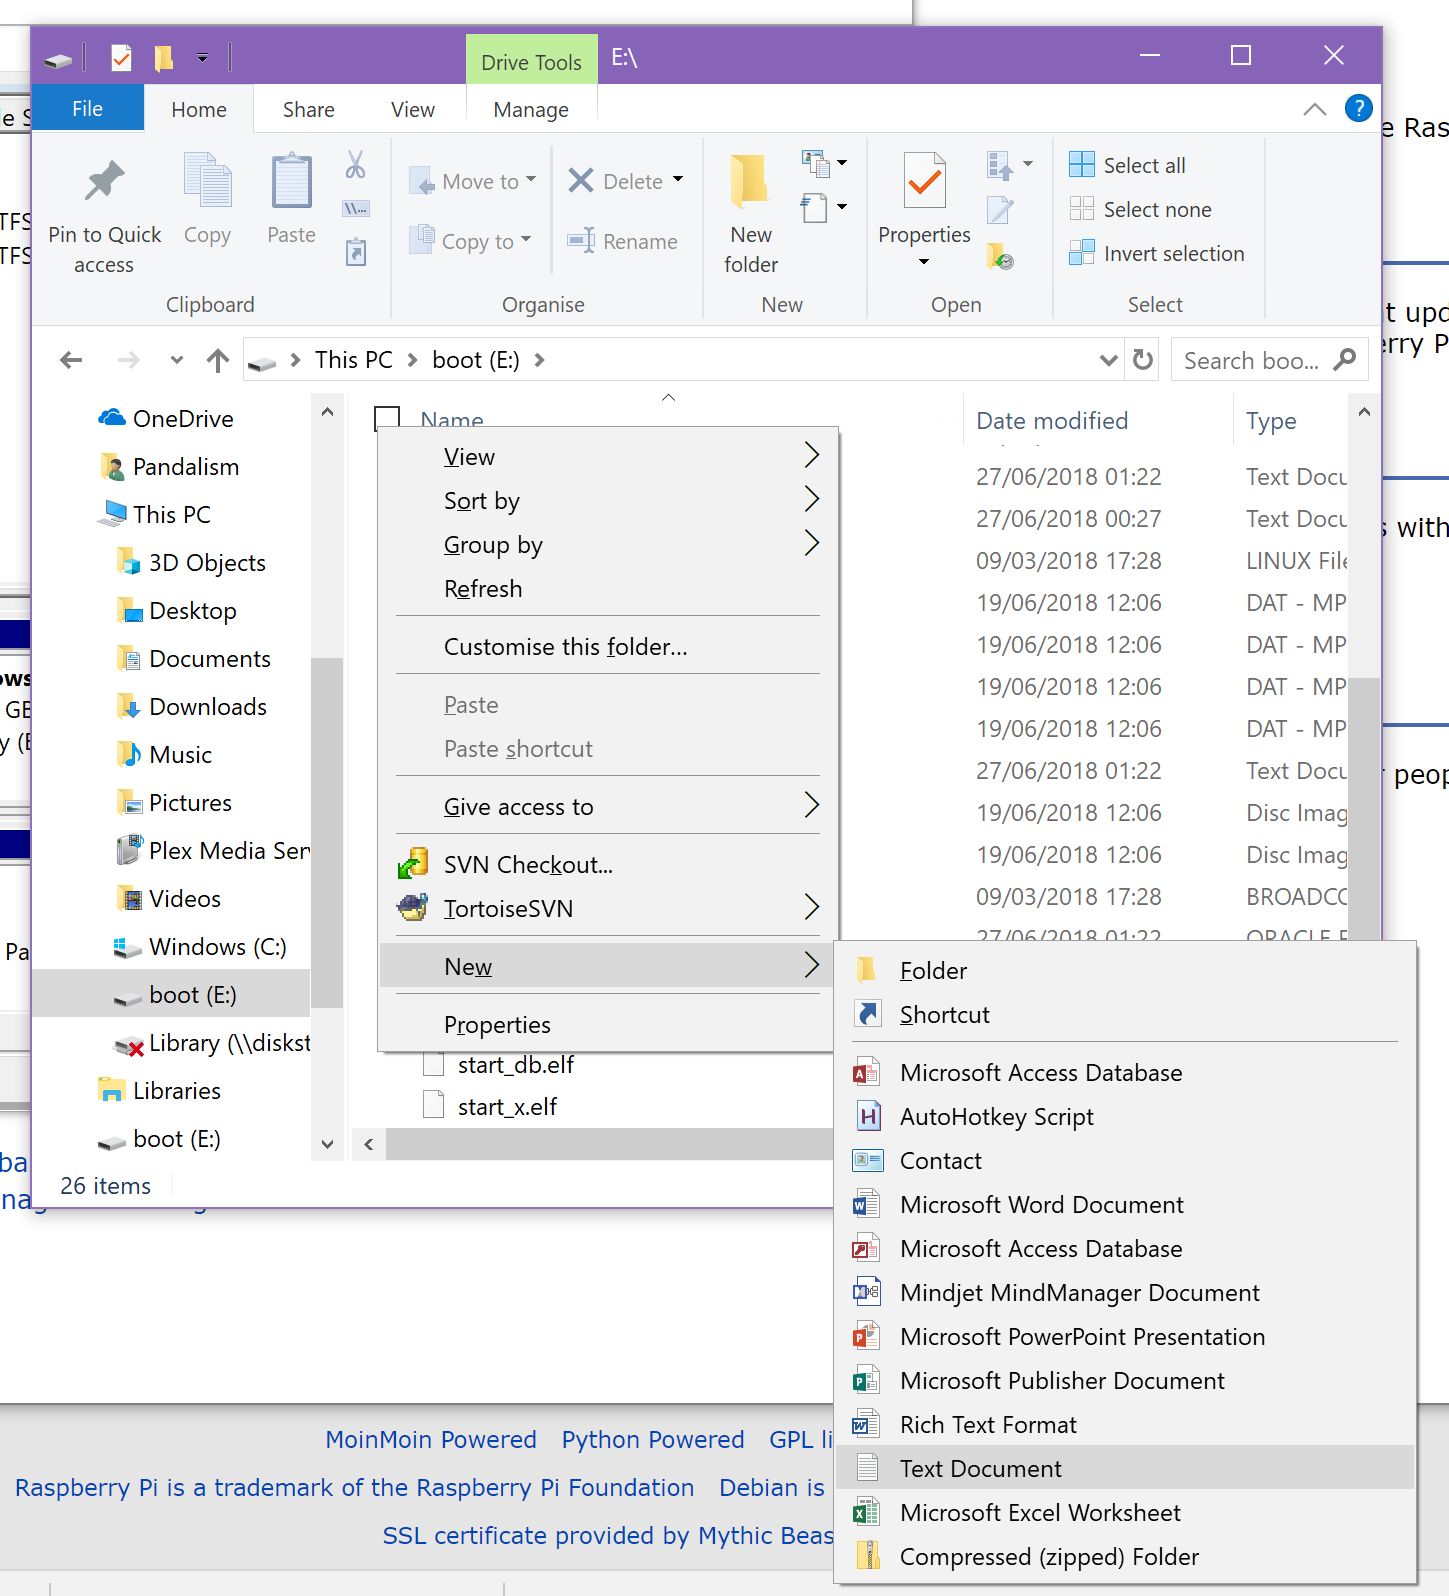 Drive Tools
E:\
File
Home
Share
View
Manage
?
Pin to Quick access
Copy
Paste
Move to
Copy to
Delete
Rename
New folder
Properties
Select all
Select none
Invert selection
Clipboard
Organise
New
Open
Select
This PC
boot (E:)
Search boo...
OneDrive
Pandalism
This PC
3D Objects
Desktop
Documents
Downloads
Music
Pictures
Plex Media Ser
Videos
Windows (C:)
boot (E:)
Library (\\diskst
Libraries
boot (E:)
26 items
Name
Date modified
Type
27/06/2018 01:22 Text Docu
27/06/2018 00:27 Text Docu
09/03/2018 17:28 LINUX File
19/06/2018 12:06 DAT - MP
19/06/2018 12:06 DAT - MP
19/06/2018 12:06 DAT - MP
19/06/2018 12:06 DAT - MP
27/06/2018 01:22 Text Docu
19/06/2018 12:06 Disc Imag
19/06/2018 12:06 Disc Imag
09/03/2018 17:28 BROADCO
27/06/2018 01:22 ORACLE F
start_db.elf
start_x.elf
View
Sort by
Group by
Refresh
Customise this folder...
Paste
Paste shortcut
Give access to
SVN Checkout...
TortoiseSVN
New
Properties
Folder
Shortcut
Microsoft Access Database
AutoHotkey Script
Contact
Microsoft Word Document
Microsoft Access Database
Mindjet MindManager Document
Microsoft PowerPoint Presentation
Microsoft Publisher Document
Rich Text Format
Text Document
Microsoft Excel Worksheet
Compressed (zipped) Folder
e Ras
t upd
erry P
s with
peop
le S
TFS
TFS
ows
GB
y (E
Pa
ba
nag
MoinMoin Powered Python Powered GPL li
Raspberry Pi is a trademark of the Raspberry Pi Foundation Debian is
SSL certificate provided by Mythic Beas